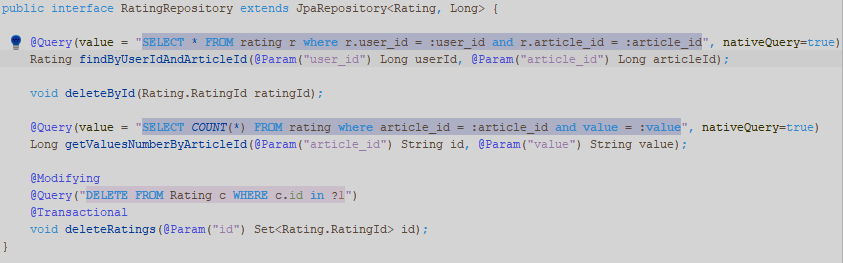 public interface RatingRepository extends JpaRepository<Rating, Long> {
@Query(value = "SELECT * FROM rating r where r.user_id = :user_id and r.article_id = :article_id", nativeQuery=true)
Rating findByUserIdAndArticleId(@Param("user_id") Long userId, @Param("article_id") Long articleId);
void deleteById(Rating.RatingId ratingId);
@Query(value = "SELECT COUNT(*) FROM rating where article_id = :article_id and value = :value", nativeQuery=true)
Long getValuesNumberByArticleId(@Param("article_id") String id, @Param("value") String value);
@Modifying
@Query("DELETE FROM Rating c WHERE c.id in ?1")
@Transactional
void deleteRatings(@Param("id") Set<Rating.RatingId> id);
}